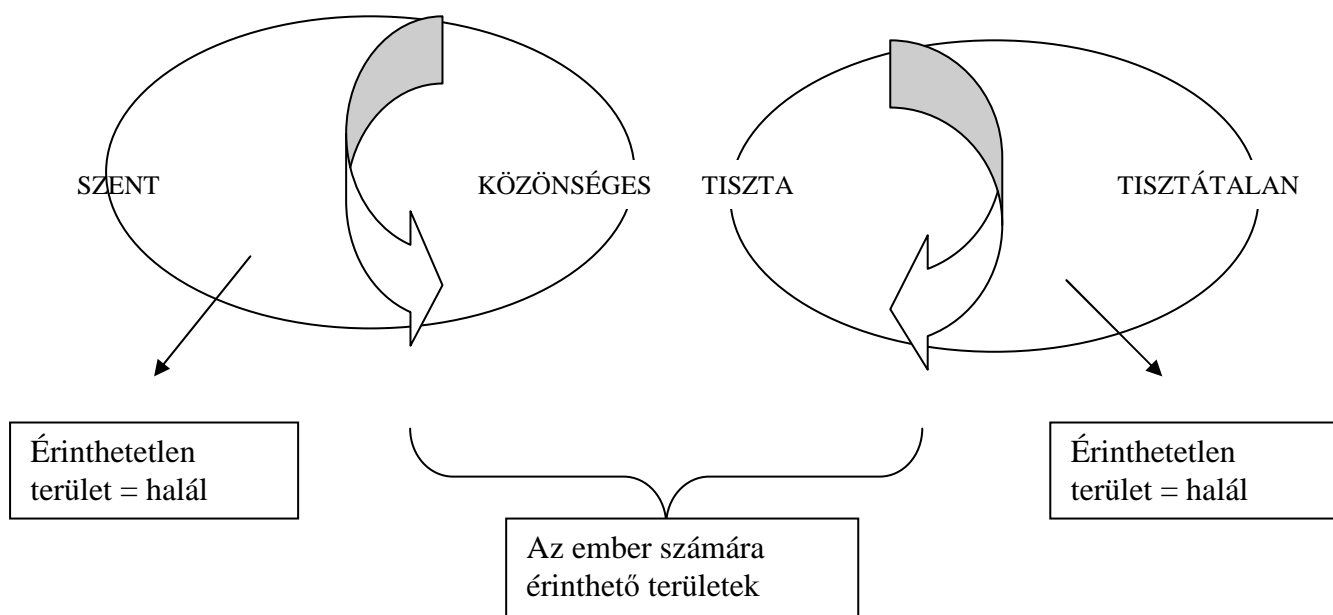 SZENT KÖZÖNSÉGES TISZTA TISZTÁTALAN
Érinthetetlen
terület = halál
Érinthetetlen
terület = halál
Az ember számára
érinthető területek